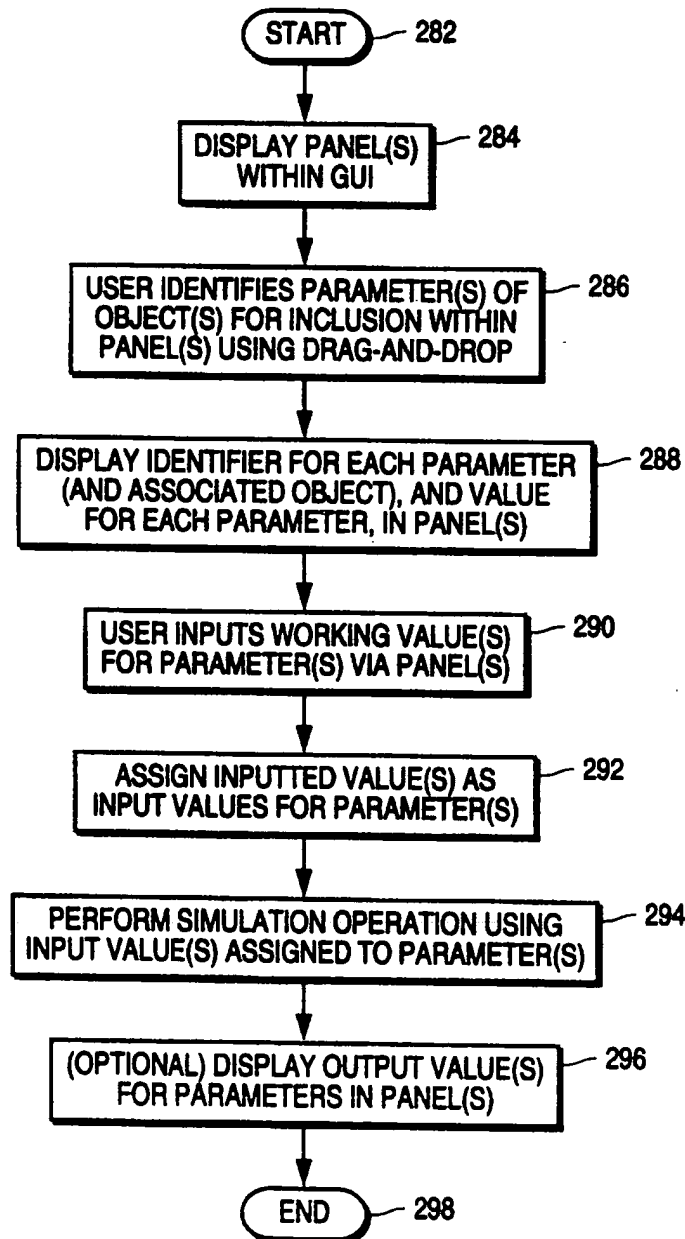 START
282
DISPLAY PANEL(S)
WITHIN GUI
284
USER IDENTIFIES PARAMETER(S) OF
OBJECT(S) FOR INCLUSION WITHIN
PANEL(S) USING DRAG-AND-DROP
286
DISPLAY IDENTIFIER FOR EACH PARAMETER
(AND ASSOCIATED OBJECT), AND VALUE
FOR EACH PARAMETER, IN PANEL(S)
288
USER INPUTS WORKING VALUE(S)
FOR PARAMETER(S) VIA PANEL(S)
290
ASSIGN INPUTTED VALUE(S) AS
INPUT VALUES FOR PARAMETER(S)
292
PERFORM SIMULATION OPERATION USING
INPUT VALUE(S) ASSIGNED TO PARAMETER(S)
294
(OPTIONAL) DISPLAY OUTPUT VALUE(S)
FOR PARAMETERS IN PANEL(S)
296
END
298